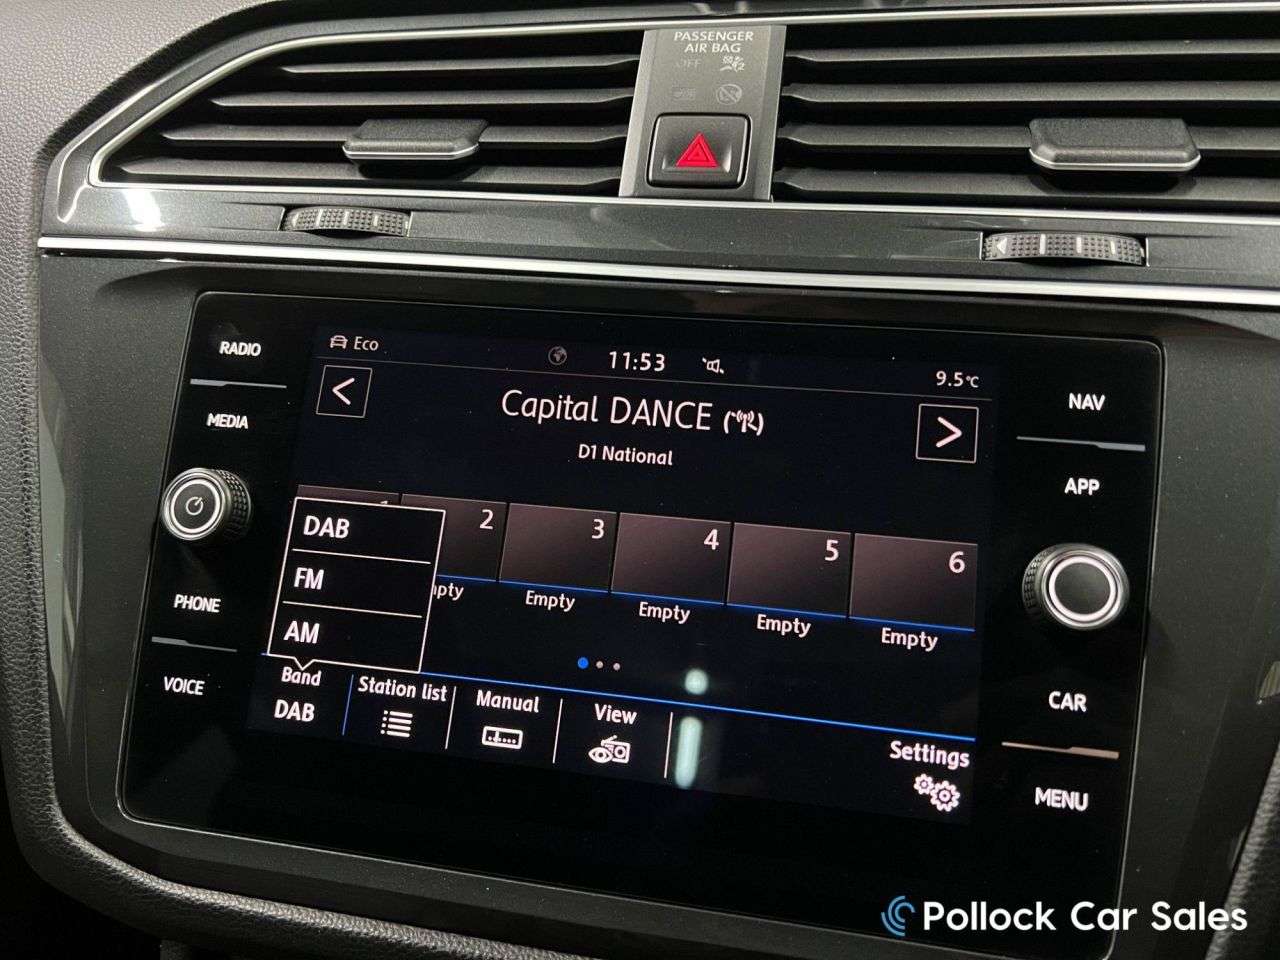 PASSENGER
AIR BAG
OFF
RADIO
MEDIA
PHONE
VOICE
Eco
11:53
9.5°C
<
Capital DANCE
>
D1 National
2
3
4
5
6
DAB
FM
AM
Empty
Empty
Empty
Empty
Band
DAB
Station list
Manual
View
Settings
NAV
APP
CAR
MENU
Pollock Car Sales